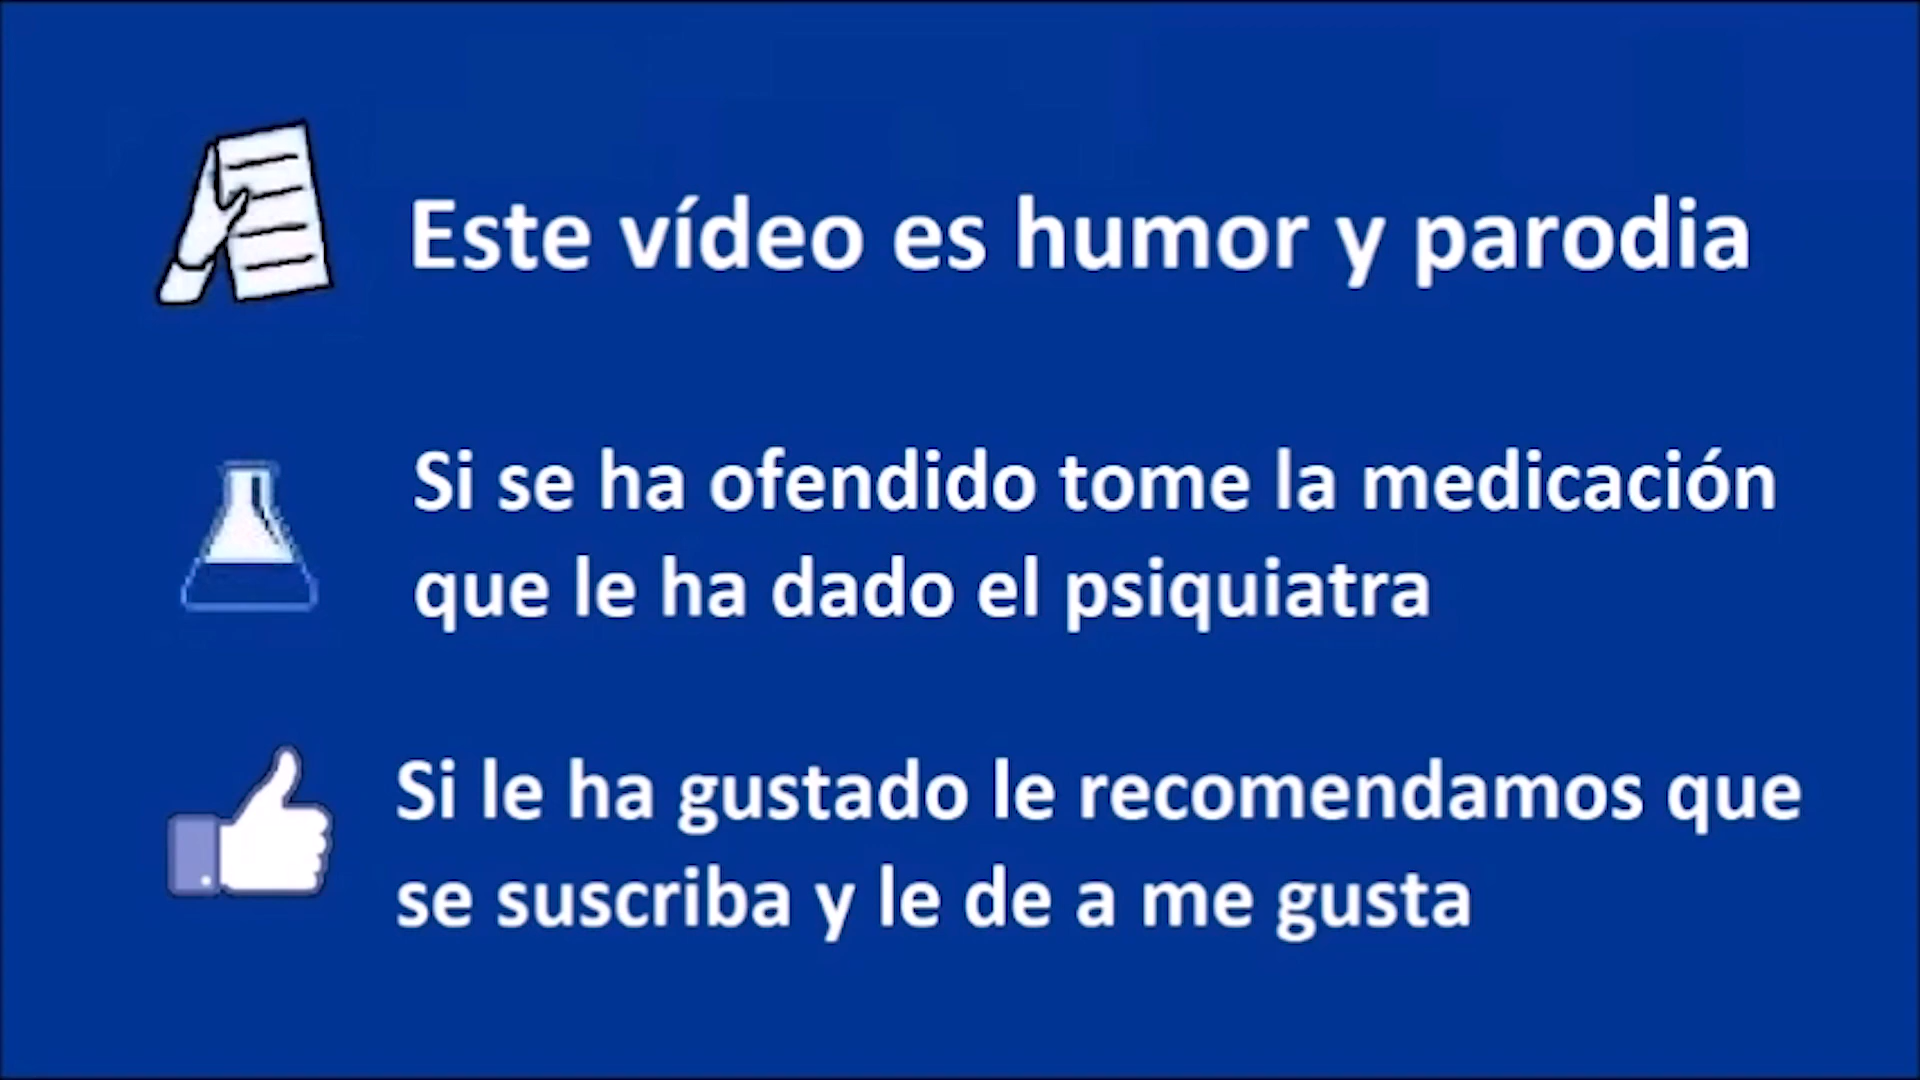 Este vídeo es humor y parodia
Si se ha ofendido tome la medicación
que le ha dado el psiquiatra
Si le ha gustado le recomendamos que
se suscriba y le de a me gusta